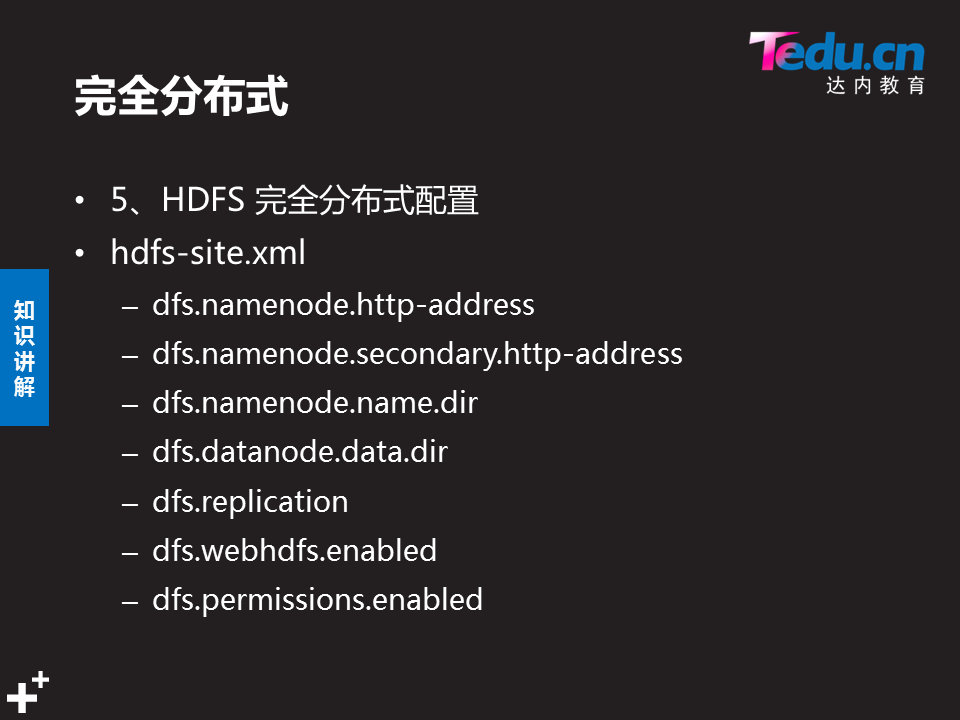 Tedu.cn
达内教育
完全分布式
• 5、HDFS 完全分布式配置
• hdfs-site.xml
– dfs.namenode.http-address
– dfs.namenode.secondary.http-address
– dfs.namenode.name.dir
– dfs.datanode.data.dir
– dfs.replication
– dfs.webhdfs.enabled
– dfs.permissions.enabled
知识讲解